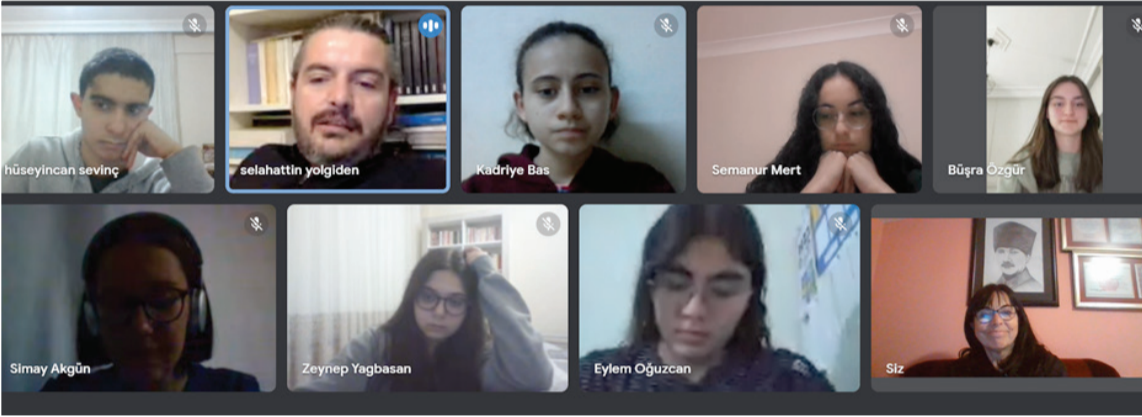 hüseyincan sevinç
selahattin yolgiden
Kadriye Bas
Semanur Mert
Büşra Özgür
Simay Akgün
Zeynep Yagbasan
Eylem Oğuzcan
Siz